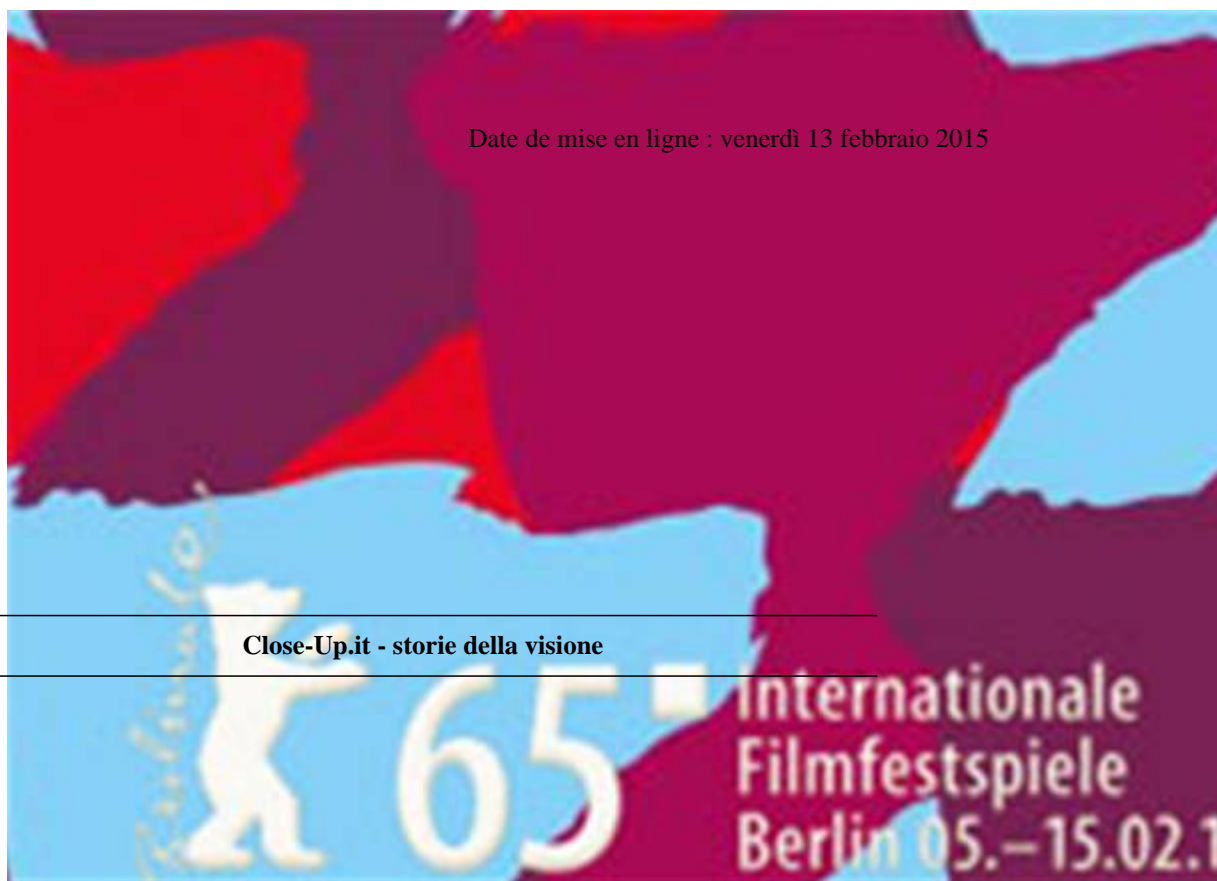 Date de mise en ligne : venerdì 13 febbraio 2015
Close-Up.it - storie della visione
Berlinale
65
Internationale
Filmfestspiele
Berlin 05.–15.02.1